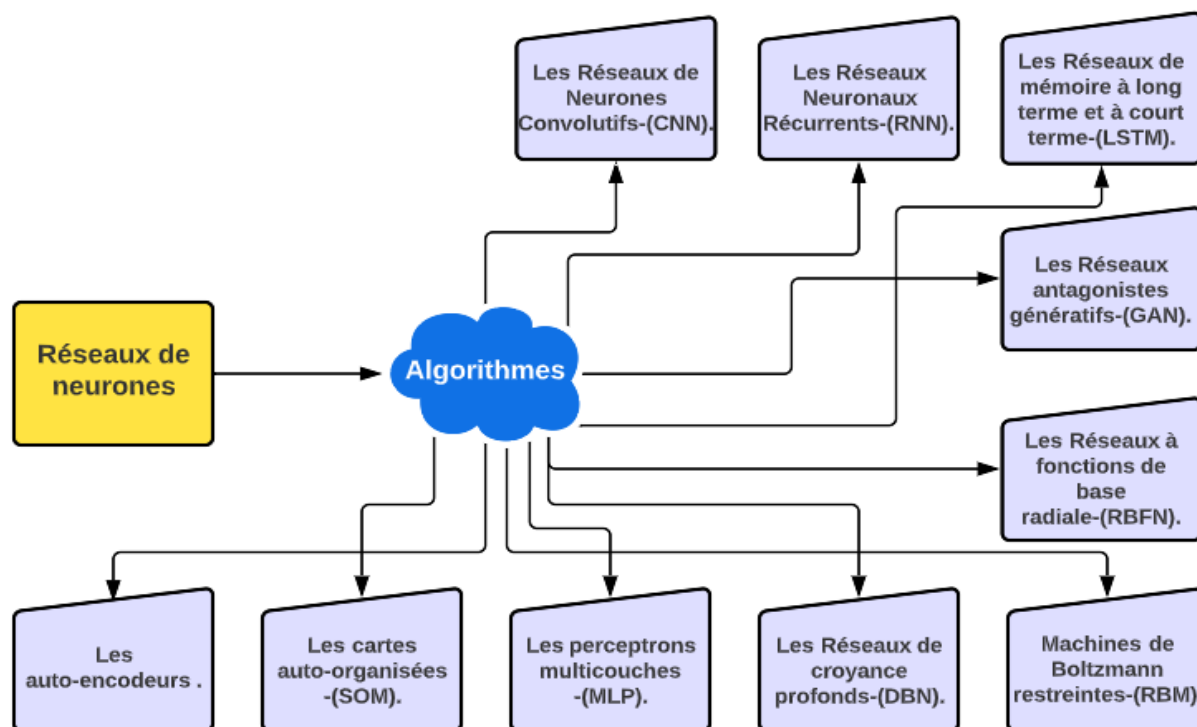 Les Réseaux de
Neurones
Convolutifs-(CNN).
Les Réseaux
Neuronaux
Récurrents-(RNN).
Les Réseaux de
mémoire à long
terme et à court
terme-(LSTM).
Les Réseaux
antagonistes
génératifs-(GAN).
Réseaux de
neurones
Algorithmes
Les Réseaux à
fonctions de
base
radiale-(RBFN).
Les
auto-encodeurs .
Les cartes
auto-organisées
-(SOM).
Les perceptrons
multicouches
-(MLP).
Les Réseaux de
croyance
profonds-(DBN).
Machines de
Boltzmann
restreintes-(RBM)